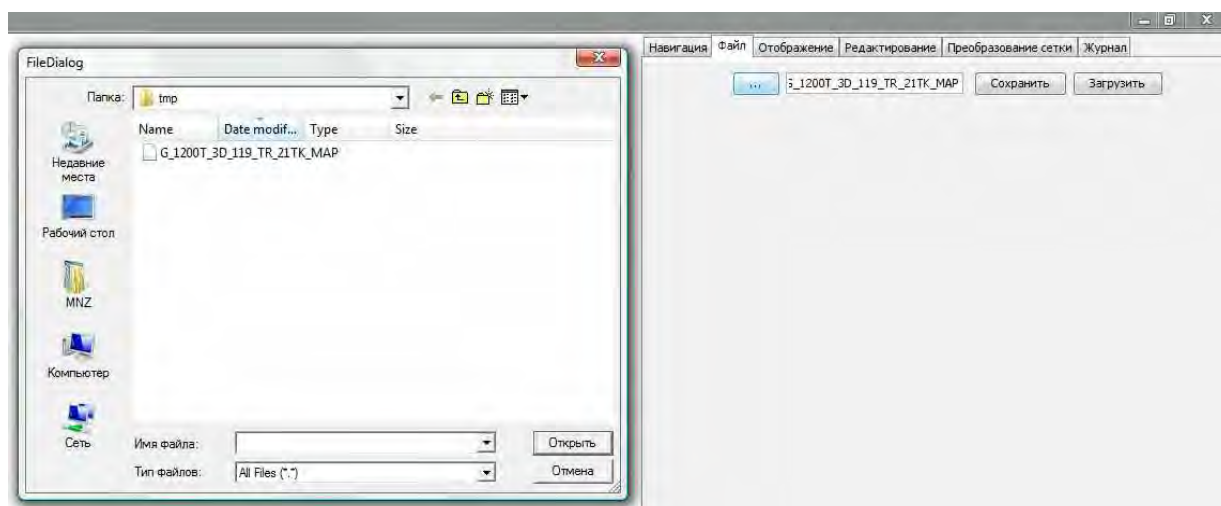 FileDialog
Папка: tmp
Name Date modif... Type Size
G_1200T_3D_119_TR_21TK_MAP
Недавние
места
Рабочий стол
MNZ
Компьютер
Сеть
Имя файла: Открыть
Тип файлов: All Files (*.*) Отмена
Навигация Файл Отображение Редактирование Преобразование сетки Журнал
... G_1200T_3D_119_TR_21TK_MAP Сохранить Загрузить